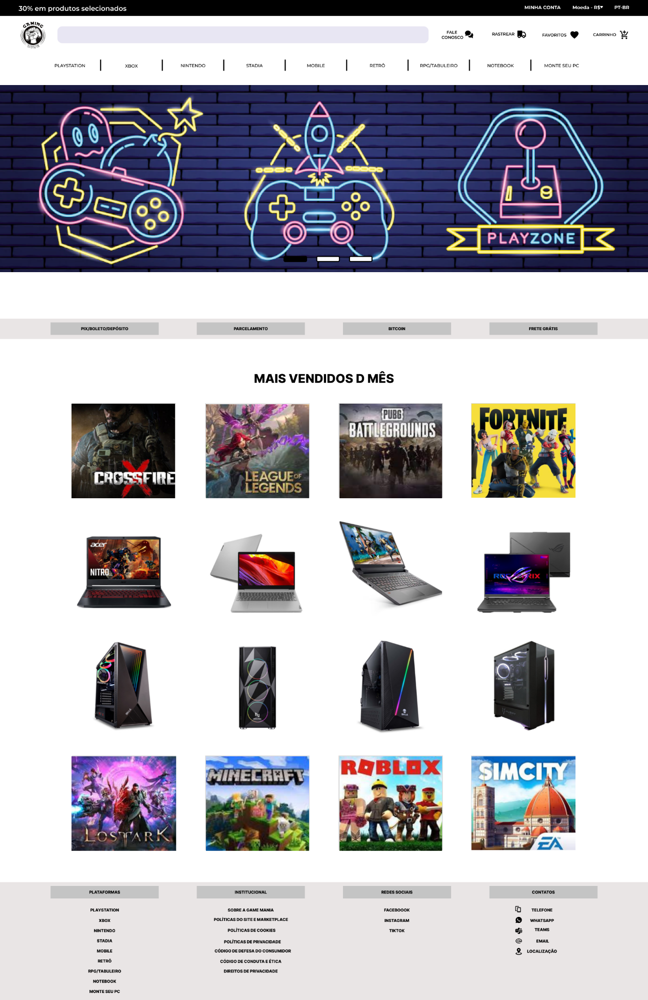 30% em produtos selecionados
MINHA CONTA
Moeda - R$
PT-BR
GAMING
FALE
CONOSCO
RASTREAR
FAVORITOS
CARRINHO
PLAYSTATION
XBOX
NINTENDO
STADIA
MOBILE
RETRÔ
RPG/TABULEIRO
NOTEBOOK
MONTE SEU PC
PLAYZONE
PIX/BOLETO/DEPÓSITO
PARCELAMENTO
BITCOIN
FRETE GRÁTIS
MAIS VENDIDOS D MÊS
CROSSFIRE
X
LEAGUE OF
LEGENDS
PUBG
BATTLEGROUNDS
FORTNITE
acer
NITRO
SKUL
LOST ARK
MINECRAFT
ROBLOX
SIMCITY
EA™
PLATAFORMAS
INSTITUCIONAL
REDES SOCIAIS
CONTATOS
PLAYSTATION
XBOX
NINTENDO
STADIA
MOBILE
RETRÔ
RPG/TABULEIRO
NOTEBOOK
MONTE SEU PC
SOBRE A GAME MANIA
POLÍTICAS DO SITE E MARKETPLACE
POLÍTICAS DE COOKIES
POLÍTICAS DE PRIVACIDADE
CÓDIGO DE DEFESA DO CONSUMIDOR
CÓDIGO DE CONDUTA E ÉTICA
DIREITOS DE PRIVACIDADE
FACEBOOOK
INSTAGRAM
TIKTOK
TELEFONE
WHATSAPP
TEAMS
EMAIL
LOCALIZAÇÃO